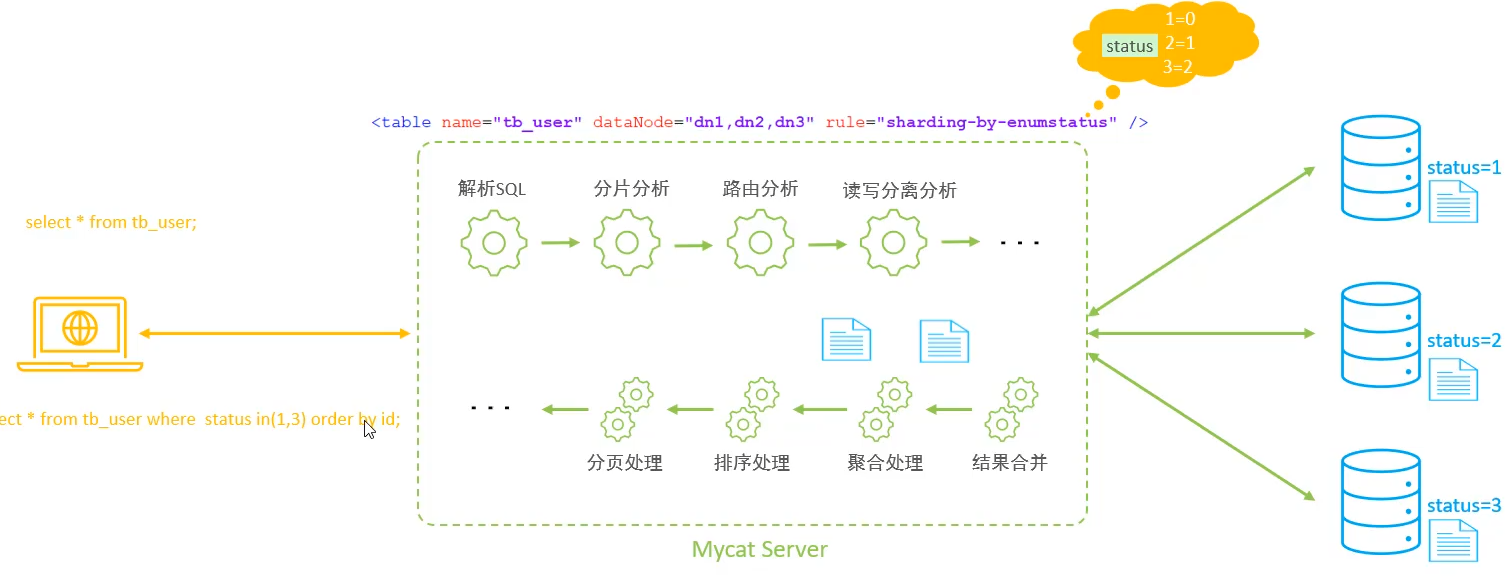 1=0
status 2=1
3=2
<table name="tb_user" dataNode="dn1,dn2,dn3" rule="sharding-by-enumstatus" />
解析SQL 分片分析 路由分析 读写分离分析
select * from tb_user;
. . .
status=1
status=2
ect * from tb_user where status in(1,3) order by id;
. . .
分页处理 排序处理 聚合处理 结果合并
status=3
Mycat Server